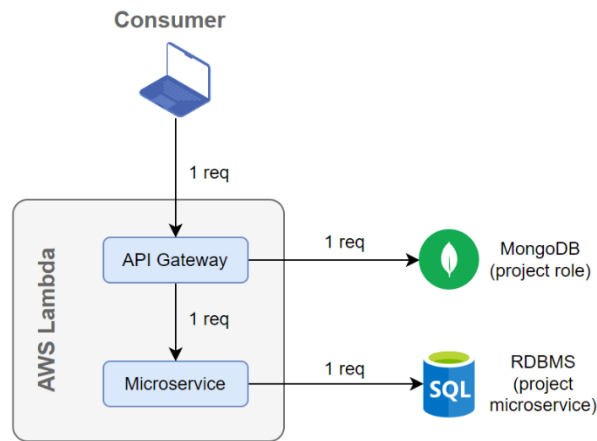 Consumer
1 req
AWS Lambda
API Gateway
1 req
MongoDB
(project role)
1 req
Microservice
1 req
SQL
RDBMS
(project
microservice)